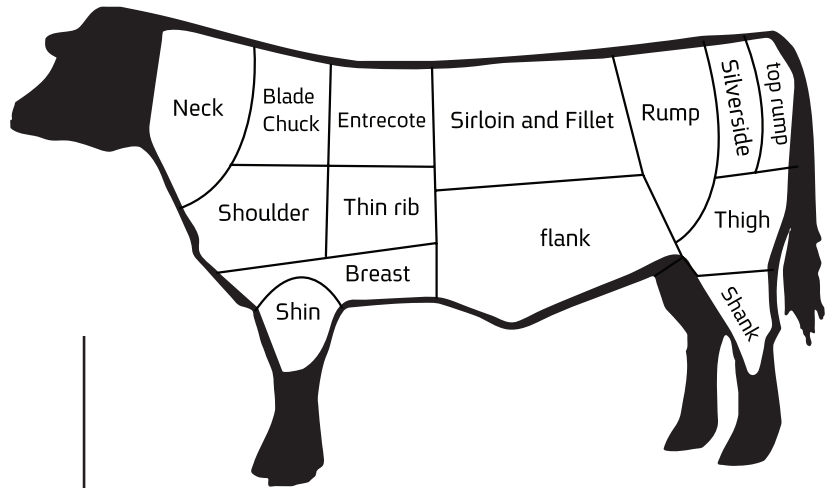 Neck
Blade
Chuck
Entrecote
Sirloin and Fillet
Rump
Silverside
top rump
Shoulder
Thin rib
flank
Thigh
Breast
Shin
Shank